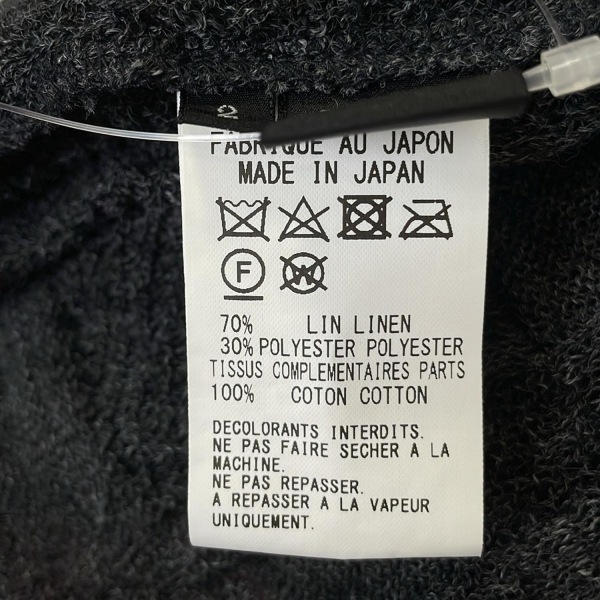 2
FABRIQUE AU JAPON
MADE IN JAPAN
F W
70% LIN LINEN
30% POLYESTER POLYESTER
TISSUS COMPLEMENTAIRES PARTS
100% COTON COTTON
DECOLORANTS INTERDITS.
NE PAS FAIRE SECHER A LA
MACHINE.
NE PAS REPASSER.
A REPASSER A LA VAPEUR
UNIQUEMENT.